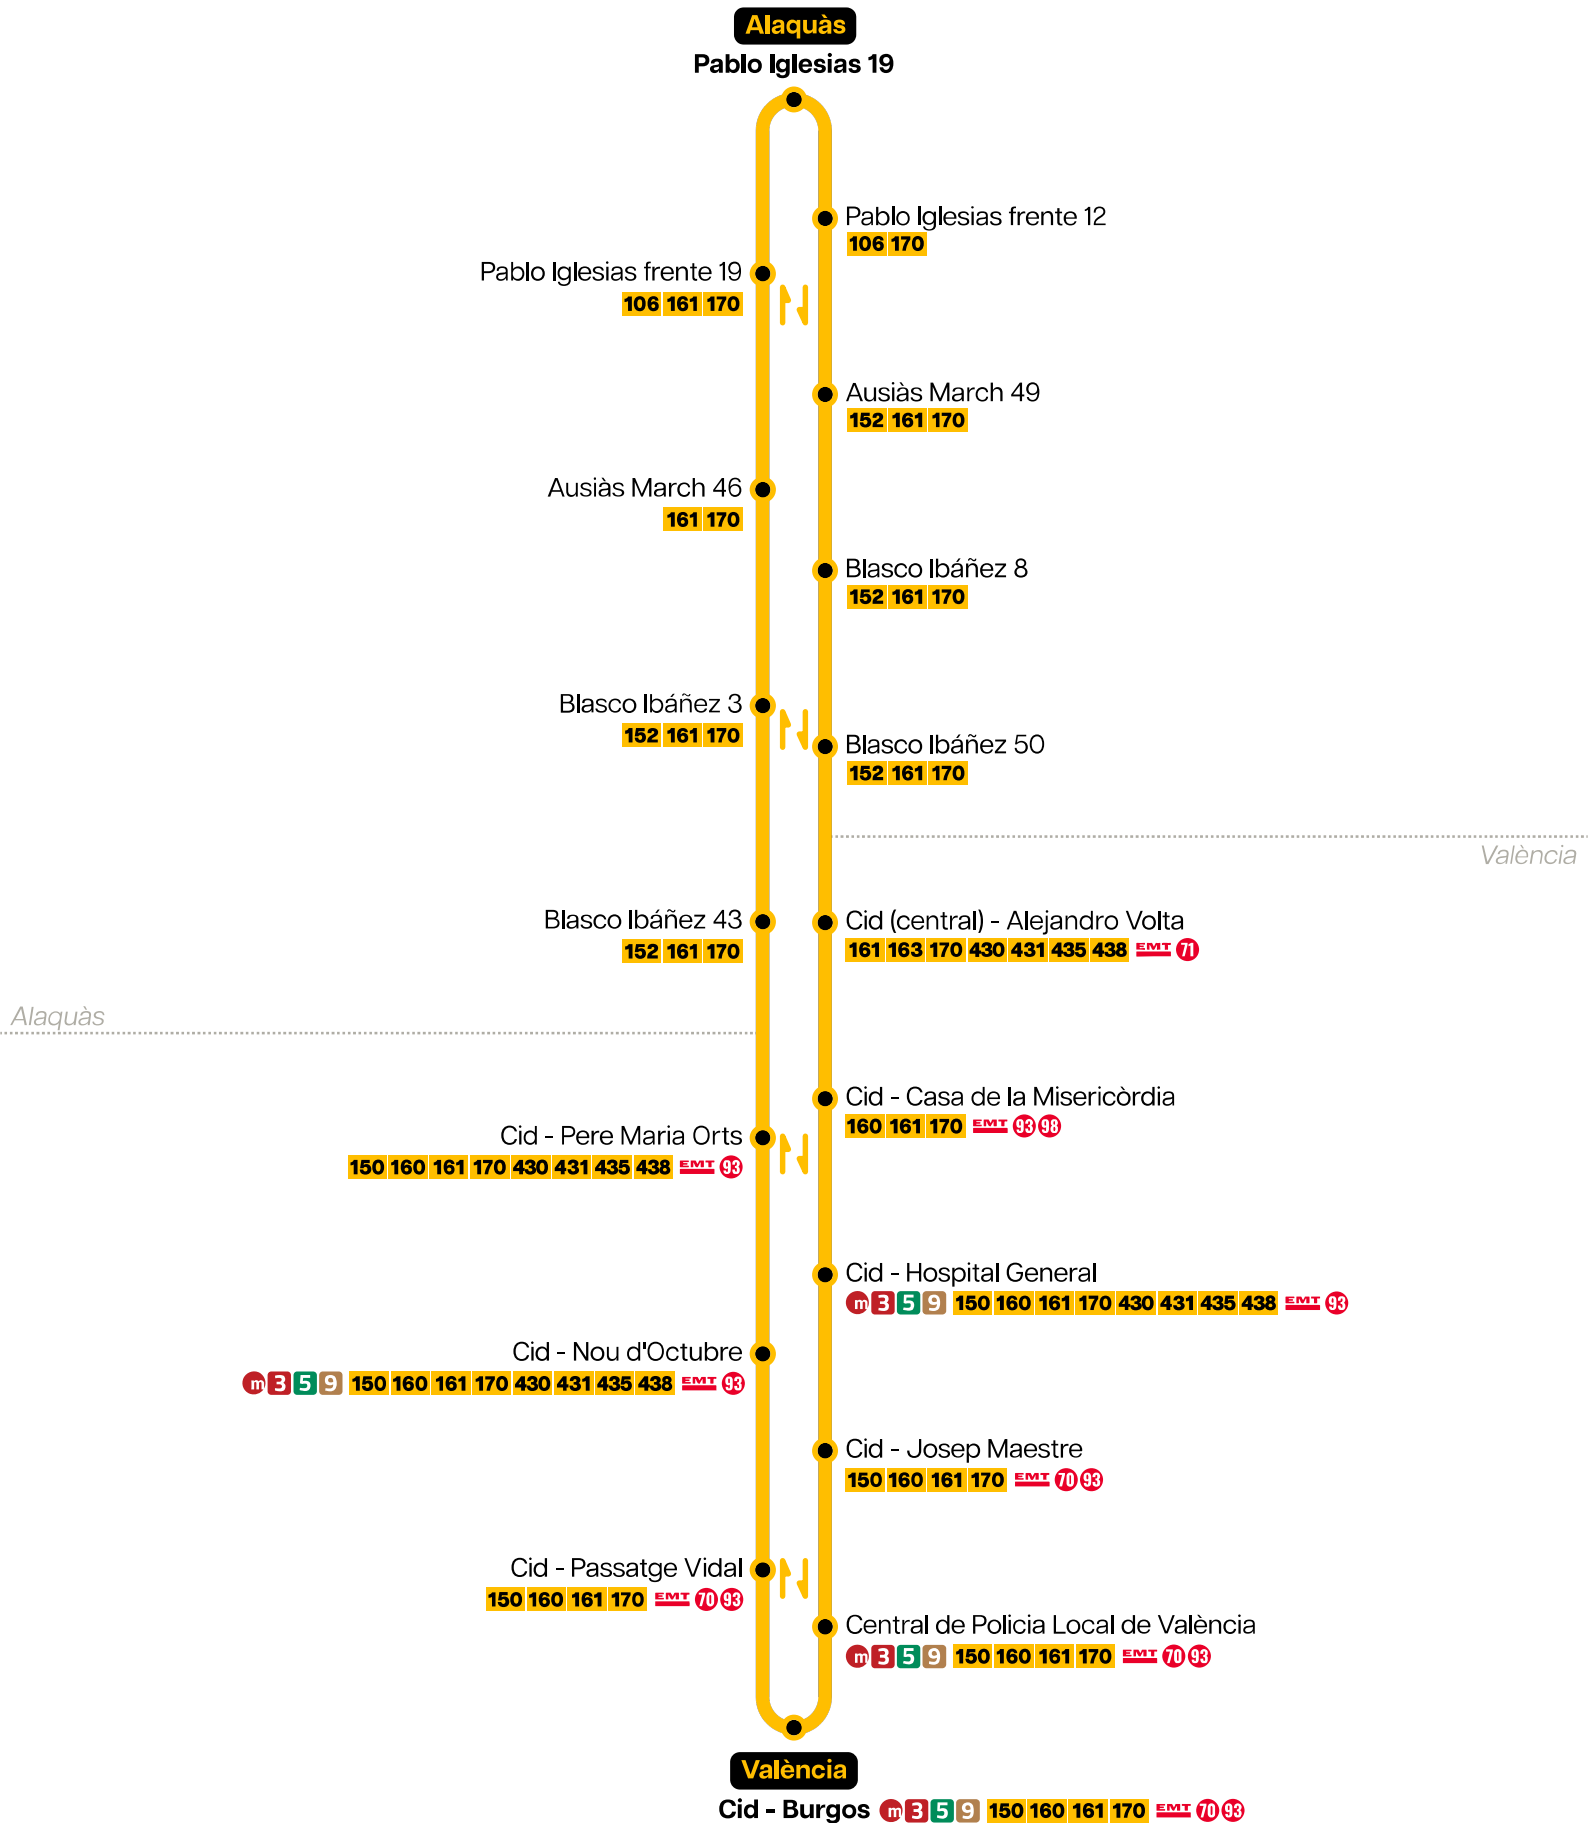 Alaquàs
Pablo Iglesias 19
Pablo Iglesias frente 12
106 170
Pablo Iglesias frente 19
106 161 170
Ausiàs March 49
152 161 170
Ausiàs March 46
161 170
Blasco Ibáñez 8
152 161 170
Blasco Ibáñez 3
152 161 170
Blasco Ibáñez 50
152 161 170
València
Blasco Ibáñez 43
152 161 170
Cid (central) - Alejandro Volta
161 163 170 430 431 435 438 EMT 71
Alaquàs
Cid - Casa de la Misericòrdia
160 161 170 EMT 93 98
Cid - Pere Maria Orts
150 160 161 170 430 431 435 438 EMT 93
Cid - Hospital General
m 3 5 9 150 160 161 170 430 431 435 438 EMT 93
Cid - Nou d'Octubre
m 3 5 9 150 160 161 170 430 431 435 438 EMT 93
Cid - Josep Maestre
150 160 161 170 EMT 70 93
Cid - Passatge Vidal
150 160 161 170 EMT 70 93
Central de Policia Local de València
m 3 5 9 150 160 161 170 EMT 70 93
València
Cid - Burgos m 3 5 9 150 160 161 170 EMT 70 93